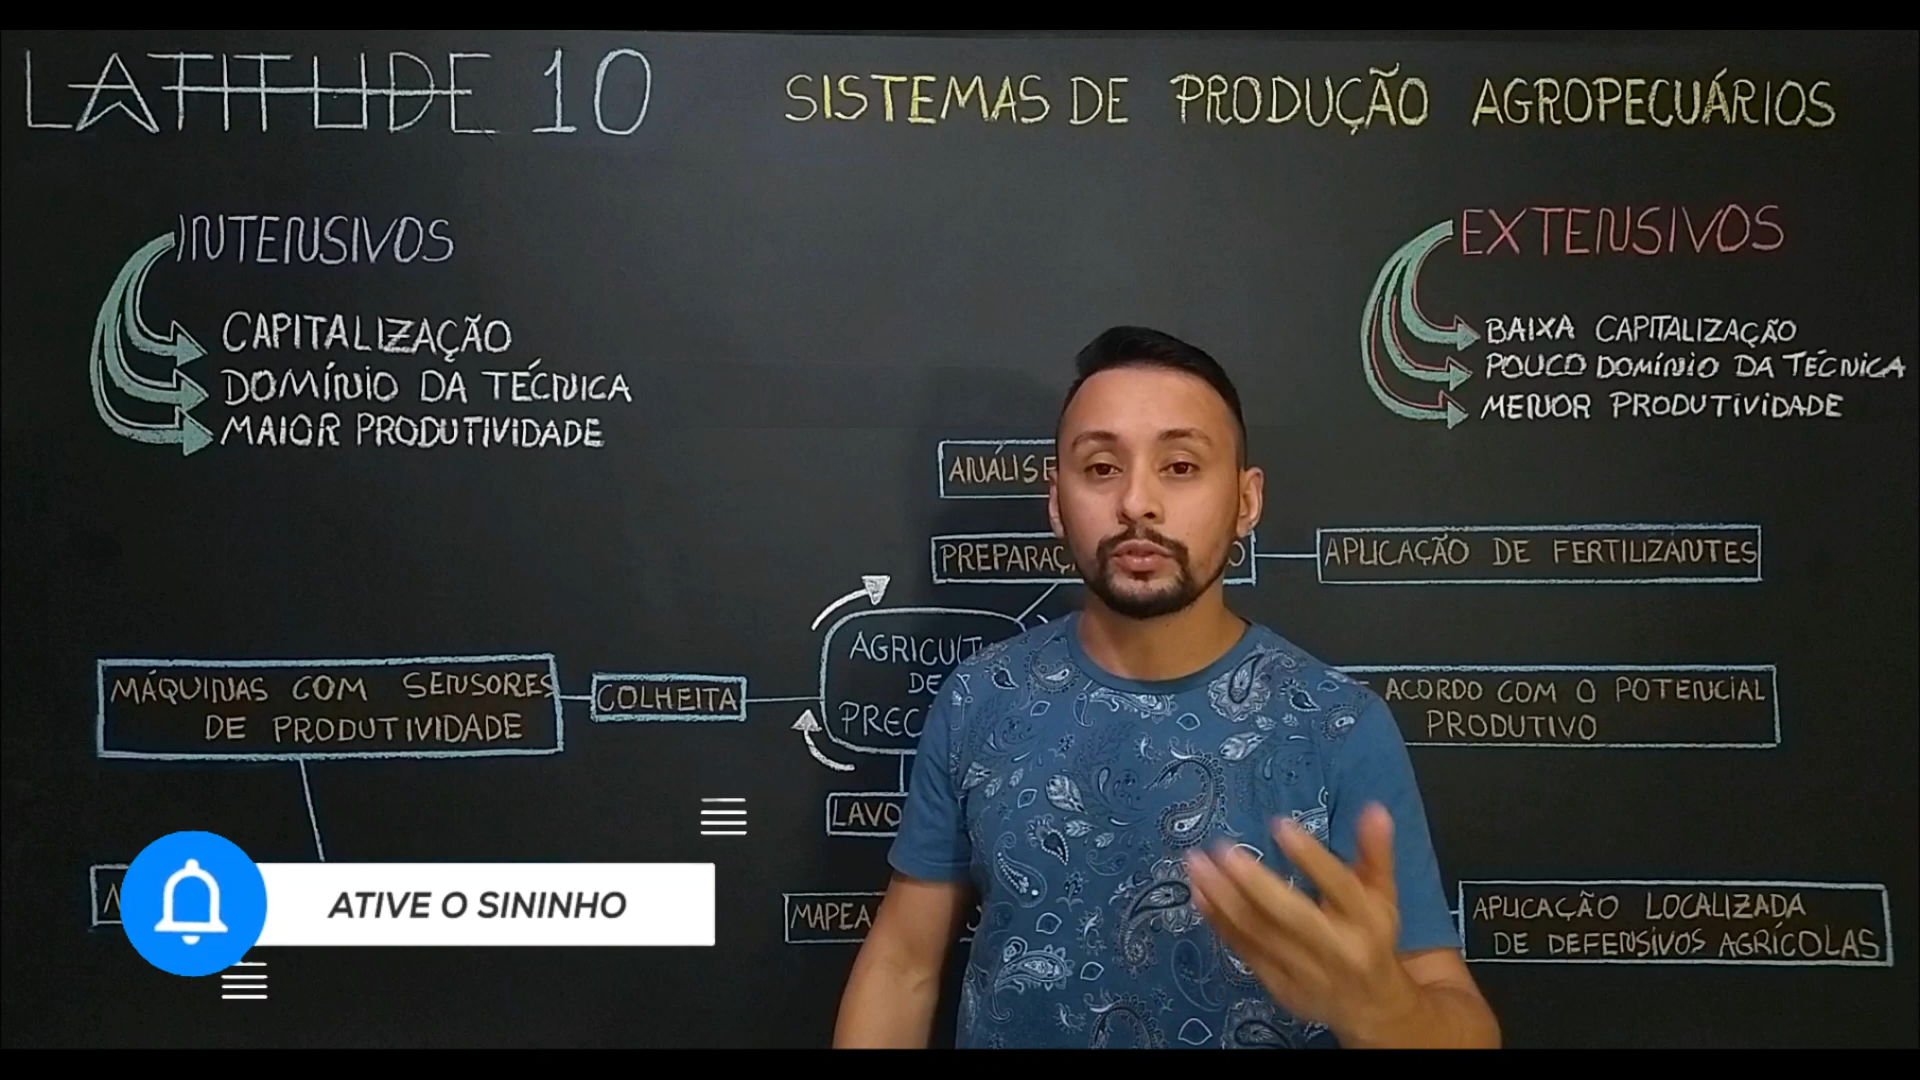 LATITUDE 10
SISTEMAS DE PRODUÇÃO AGROPECUÁRIOS
INTENSIVOS
CAPITALIZAÇÃO
DOMÍNIO DA TÉCNICA
MAIOR PRODUTIVIDADE
EXTENSIVOS
BAIXA CAPITALIZAÇÃO
POUCO DOMÍNIO DA TÉCNICA
MENOR PRODUTIVIDADE
ANÁLISE
APLICAÇÃO DE FERTILIZANTES
MÁQUINAS COM SENSORES
DE PRODUTIVIDADE
COLHEITA
DE
ACORDO COM O POTENCIAL
PRODUTIVO
APLICAÇÃO LOCALIZADA
DE DEFENSIVOS AGRÍCOLAS
ATIVE O SININHO